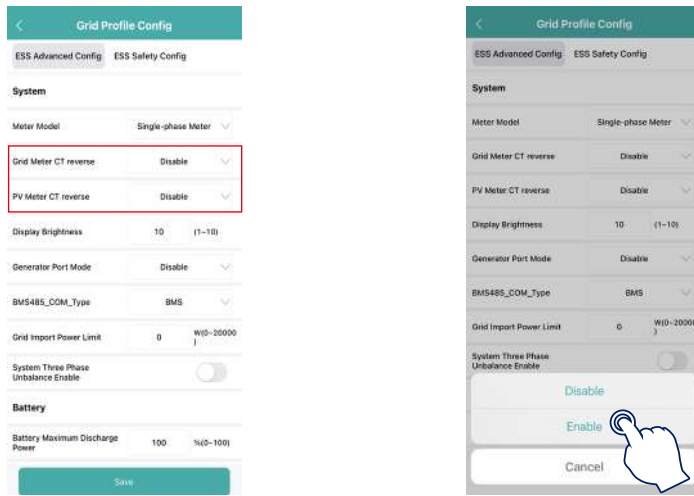 Grid Profile Config
ESS Advanced Config ESS Safety Config
System
Meter Model Single-phase Meter
Grid Meter CT reverse Disable
PV Meter CT reverse Disable
Display Brightness 10 (1~10)
Generator Port Mode Disable
BMS485_COM_Type BMS
Grid Import Power Limit 0 W(0~20000
)
System Three Phase
Unbalance Enable
Battery
Battery Maximum Discharge
Power 100 %(0~100)
Save
Grid Profile Config
ESS Advanced Config ESS Safety Config
System
Meter Model Single-phase Meter
Grid Meter CT reverse Disable
PV Meter CT reverse Disable
Display Brightness 10 (1~10)
Generator Port Mode Disable
BMS485_COM_Type BMS
Grid Import Power Limit 0 W(0~20000
)
System Three Phase
Unbalance Enable
Disable
Enable
Cancel